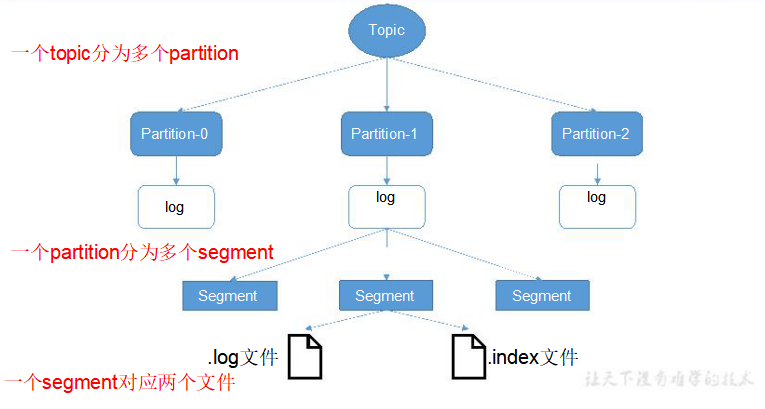 Topic
一个topic分为多个partition
Partition-0
Partition-1
Partition-2
log
log
log
一个partition分为多个segment
Segment
Segment
Segment
.log文件
.index文件
一个segment对应两个文件
让天下没有难学的技术